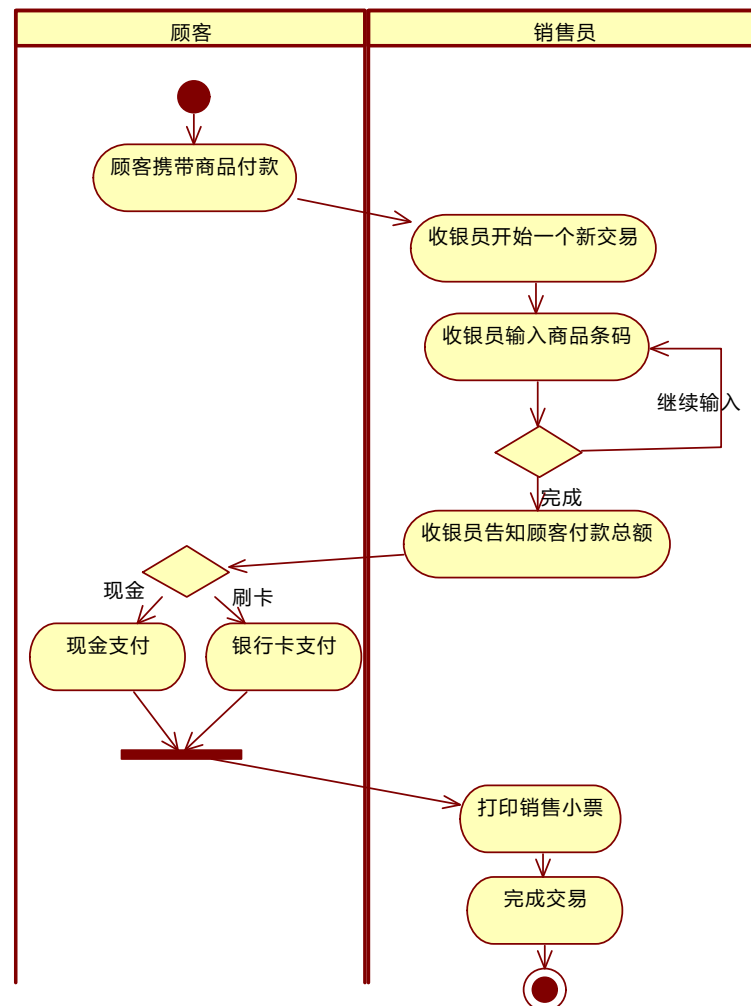 顾客
销售员
顾客携带商品付款
收银员开始一个新交易
收银员输入商品条码
继续输入
完成
收银员告知顾客付款总额
现金
刷卡
现金支付
银行卡支付
打印销售小票
完成交易